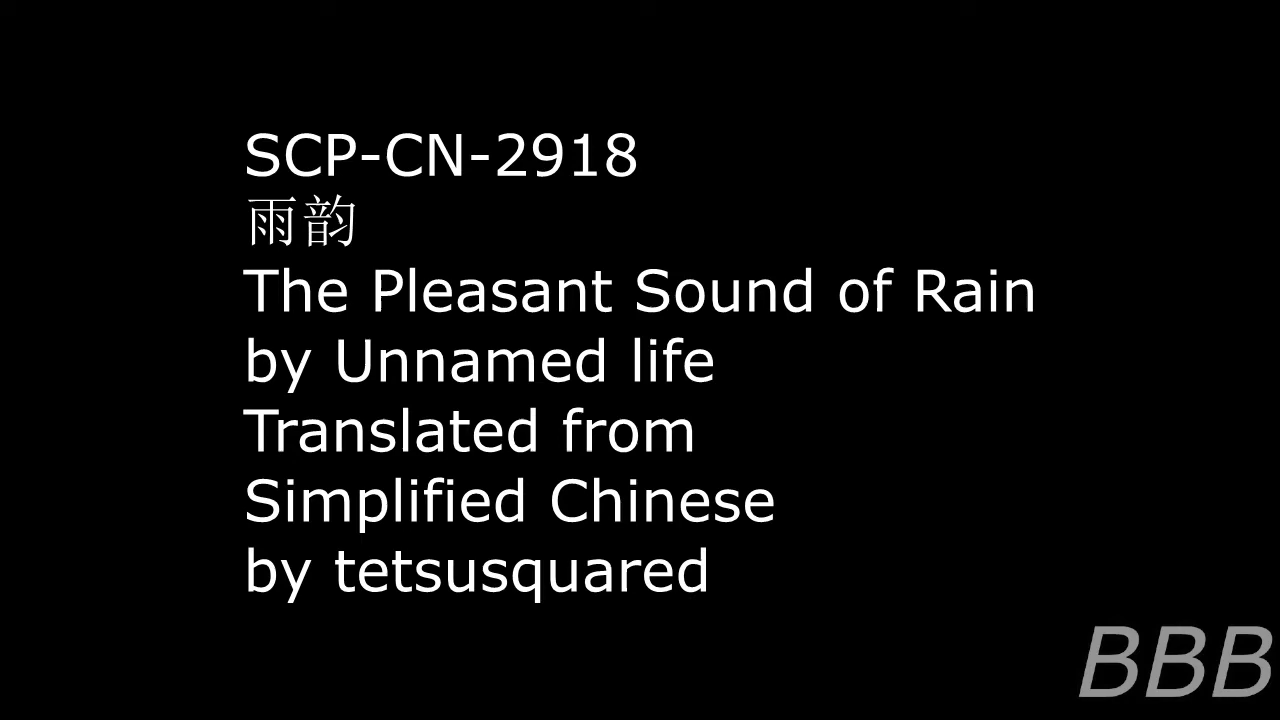 SCP-CN-2918
雨韵
The Pleasant Sound of Rain
by Unnamed life
Translated from
Simplified Chinese
by tetsusquared
BBB